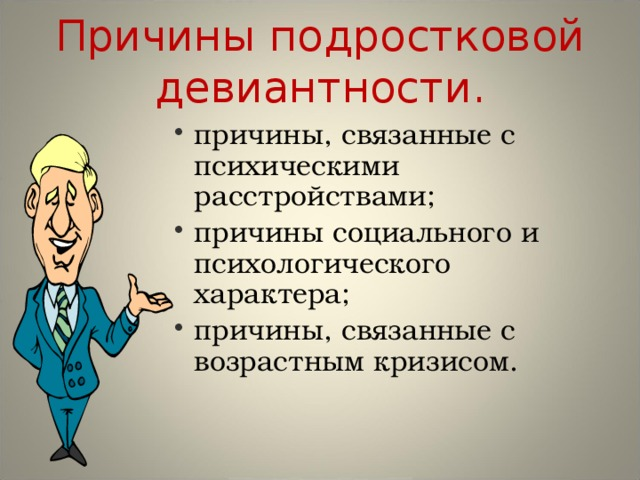 Причины подростковой
девиантности.
• причины, связанные с
психическими
расстройствами;
• причины социального и
психологического
характера;
• причины, связанные с
возрастным кризисом.